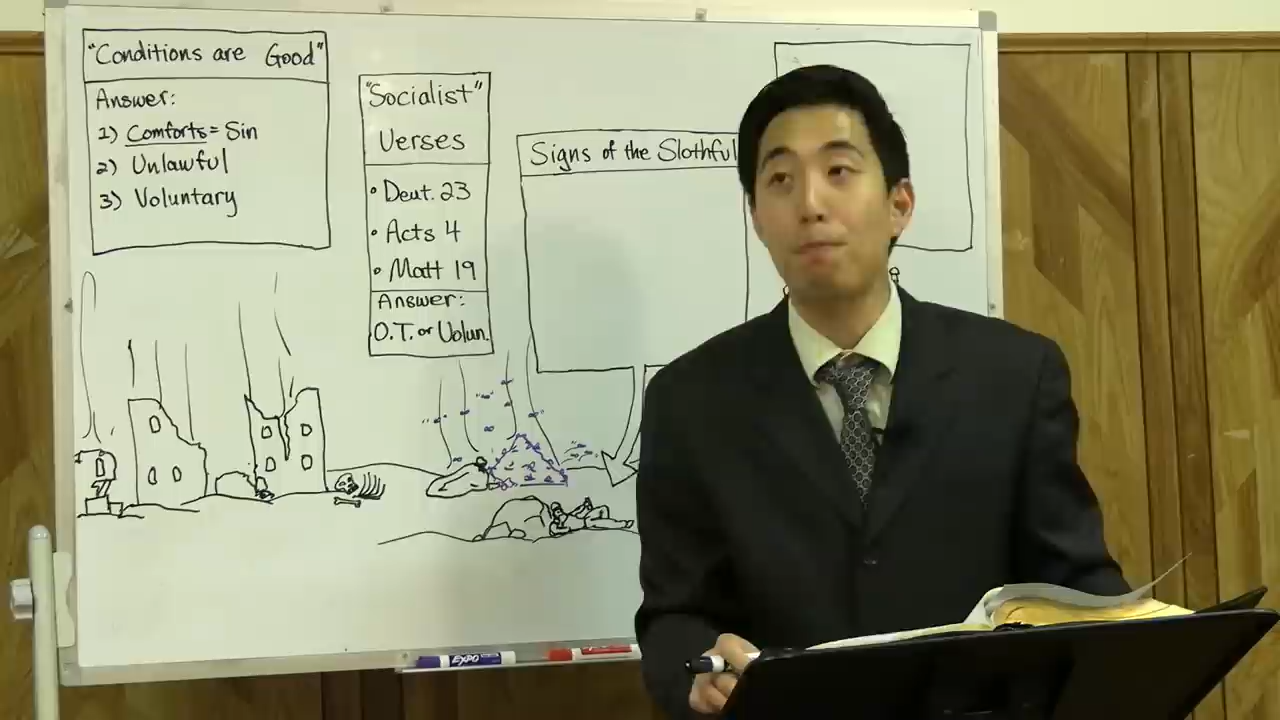 "Conditions are Good"
Answer:
1) Comforts = Sin
2) Unlawful
3) Voluntary
"Socialist"
Verses
• Deut. 23
• Acts 4
• Matt 19
Answer:
O.T. or Volun.
Signs of the Slothful
EXPO